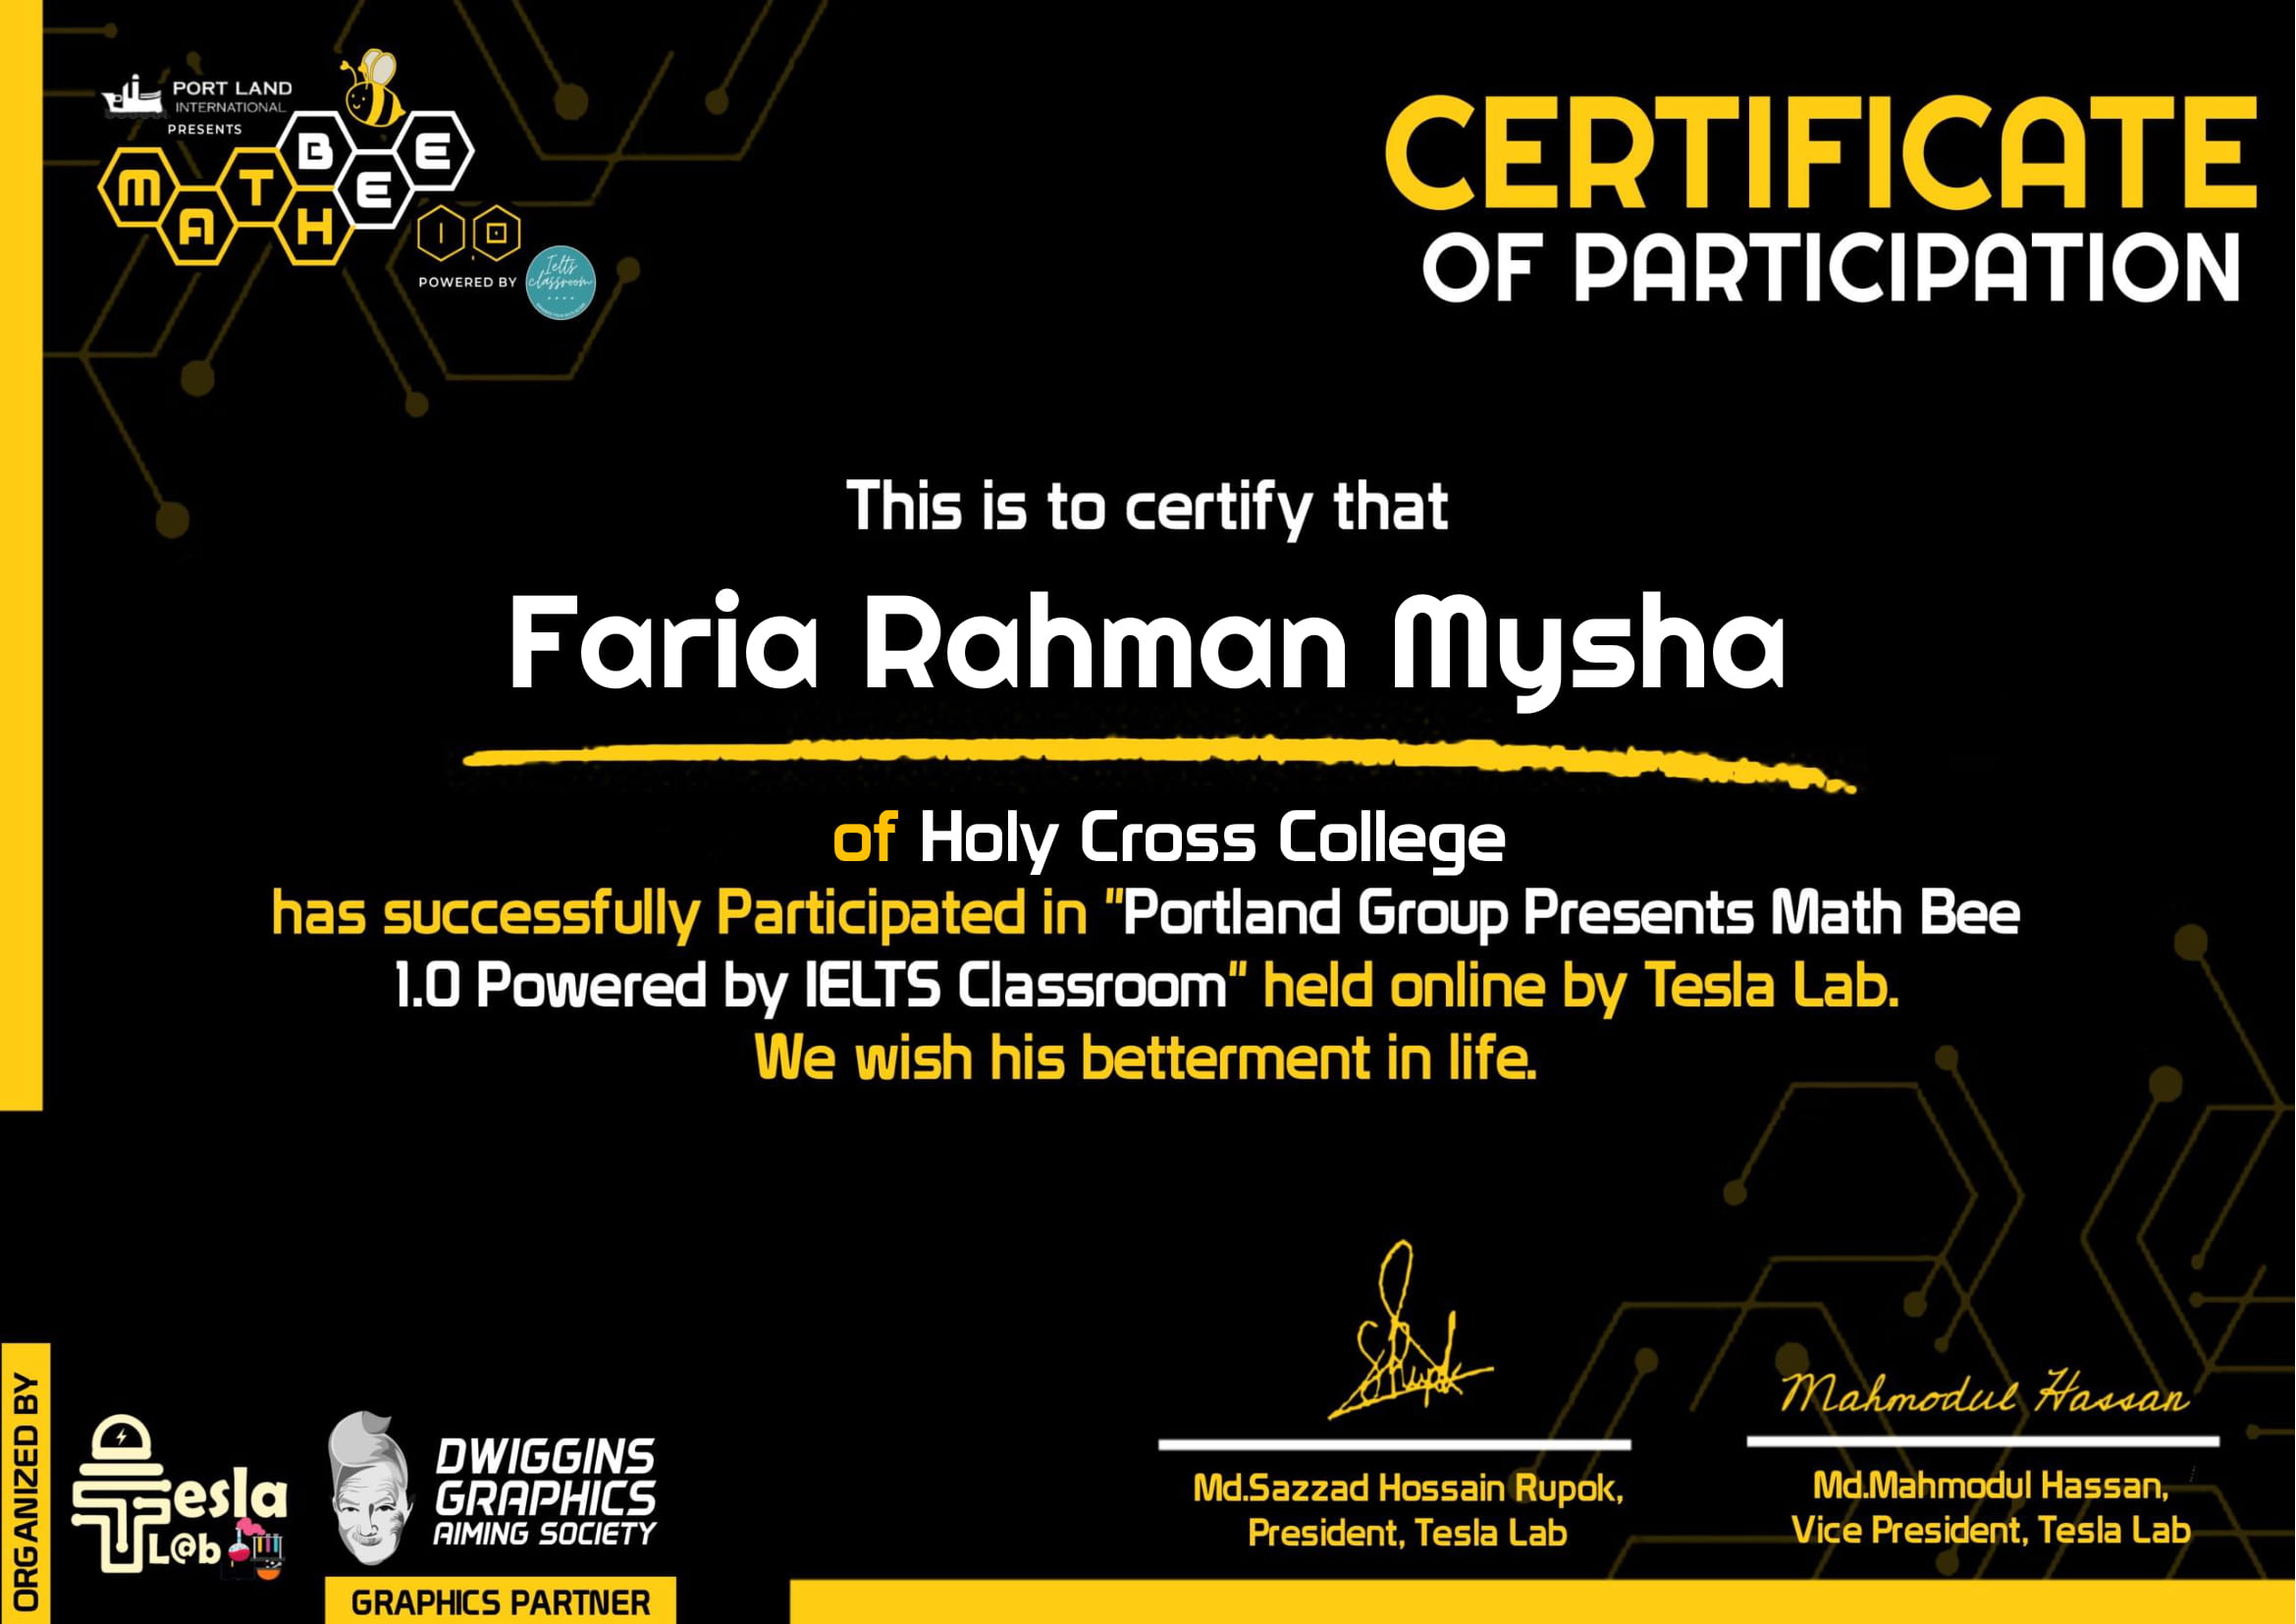 PORT LAND
INTERNATIONAL
PRESENTS
MATH BEE
1.0
POWERED BY
Ielts
classroom
CERTIFICATE
OF PARTICIPATION
This is to certify that
Faria Rahman Mysha
of Holy Cross College
has successfully Participated in "Portland Group Presents Math Bee
1.0 Powered by IELTS Classroom" held online by Tesla Lab.
We wish his betterment in life.
ORGANIZED BY
Tesla
L@b
DWIGGINS
GRAPHICS
AIMING SOCIETY
GRAPHICS PARTNER
Rupok
Md.Sazzad Hossain Rupok,
President, Tesla Lab
Mahmodul Hassan
Md.Mahmodul Hassan,
Vice President, Tesla Lab